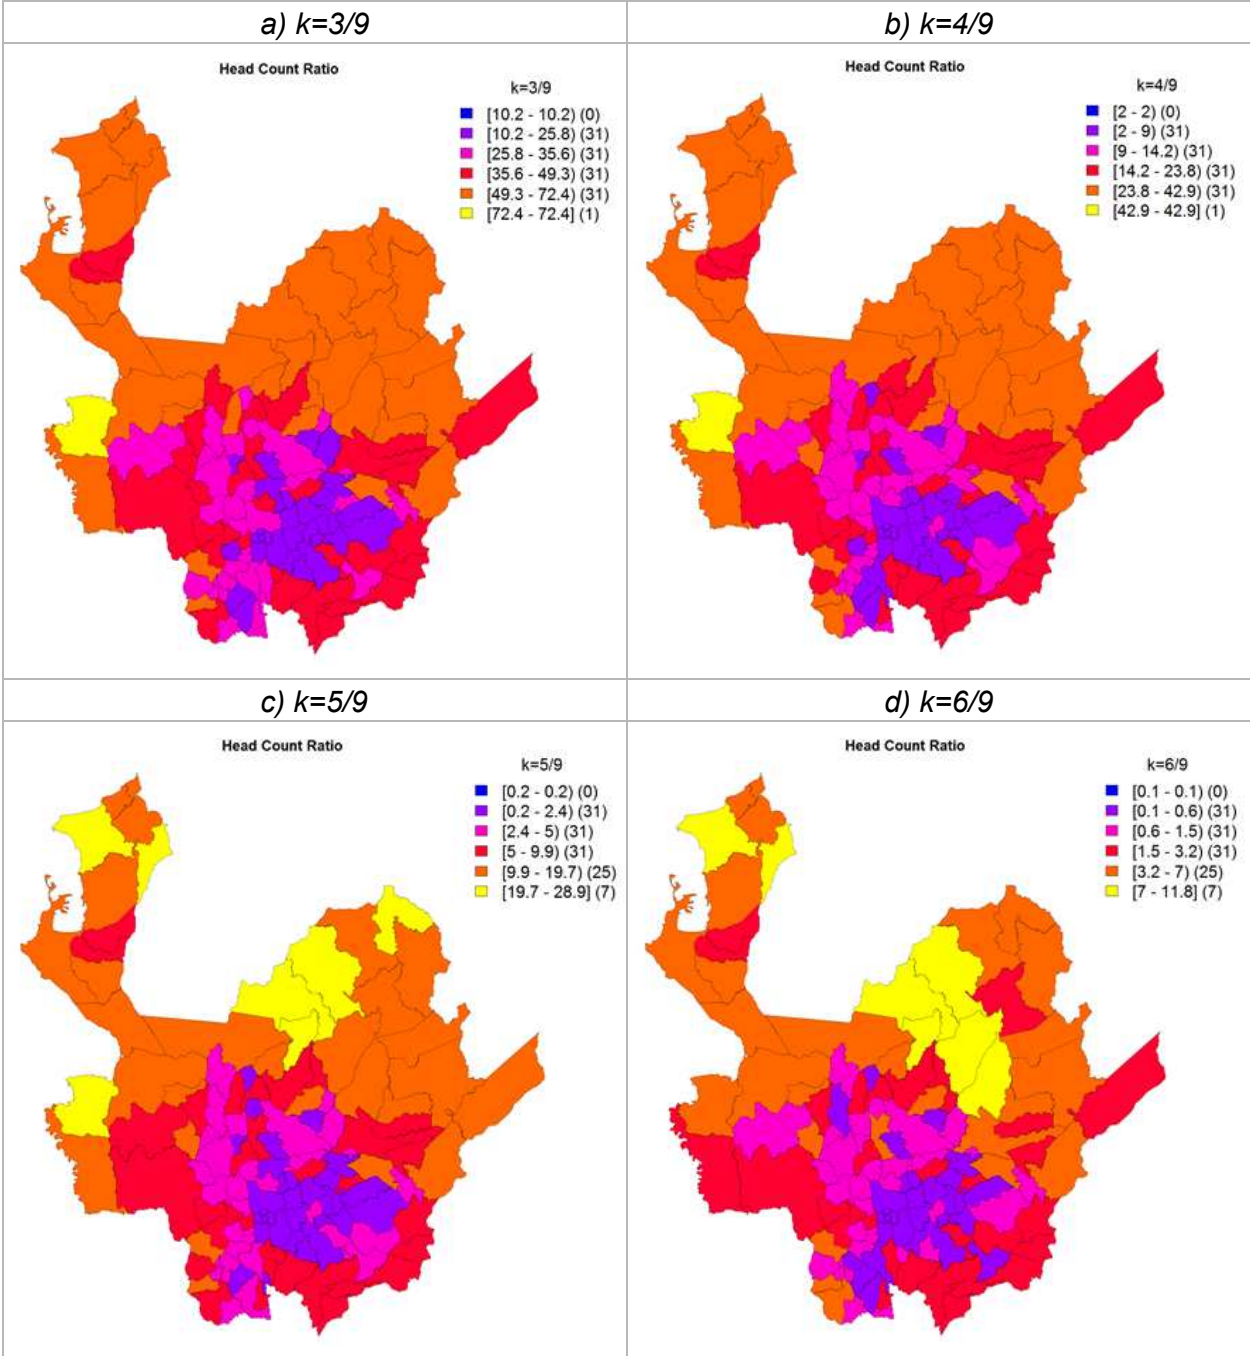 a) k=3/9
Head Count Ratio
k=3/9
[10.2 - 10.2) (0)
[10.2 - 25.8) (31)
[25.8 - 35.6) (31)
[35.6 - 49.3) (31)
[49.3 - 72.4) (31)
[72.4 - 72.4] (1)
b) k=4/9
Head Count Ratio
k=4/9
[2 - 2) (0)
[2 - 9) (31)
[9 - 14.2) (31)
[14.2 - 23.8) (31)
[23.8 - 42.9) (31)
[42.9 - 42.9] (1)
c) k=5/9
Head Count Ratio
k=5/9
[0.2 - 0.2) (0)
[0.2 - 2.4) (31)
[2.4 - 5) (31)
[5 - 9.9) (31)
[9.9 - 19.7) (25)
[19.7 - 28.9] (7)
d) k=6/9
Head Count Ratio
k=6/9
[0.1 - 0.1) (0)
[0.1 - 0.6) (31)
[0.6 - 1.5) (31)
[1.5 - 3.2) (31)
[3.2 - 7) (25)
[7 - 11.8] (7)